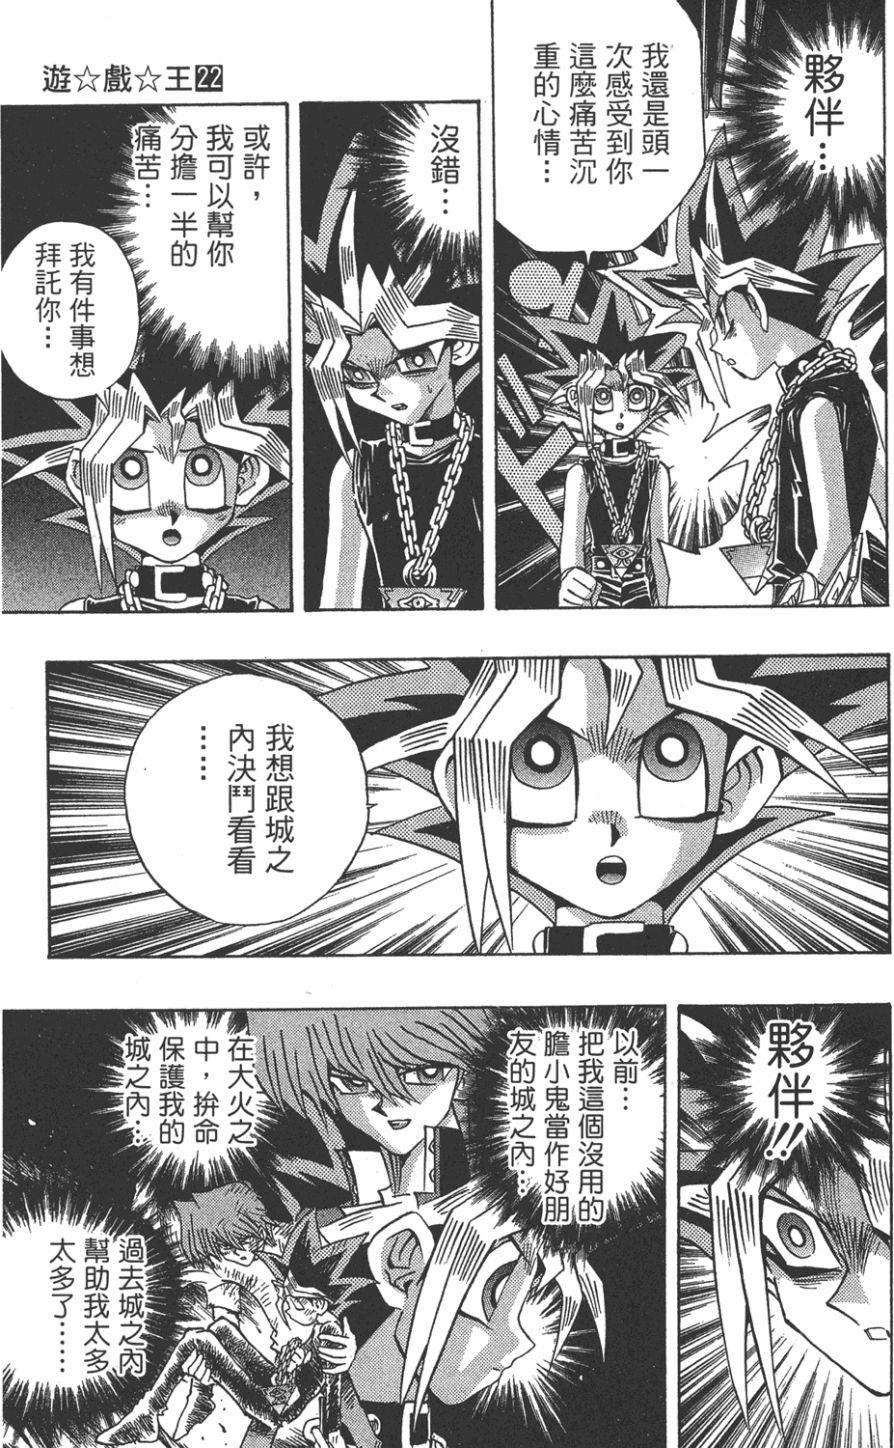 遊☆戲☆王22
夥伴…
我還是頭一
次感受到你
這麼痛苦沉
重的心情…
沒錯…
或許，
我可以幫你
分擔一半的
痛苦…
我有件事想
拜託你…
我想跟城之
內決鬥看看
……
夥伴!!
以前…
把我這個沒用的
膽小鬼當作好朋
友的城之內…
在大火之
中，拚命
保護我的
城之內…
過去城之內
幫助我太多
太多了……